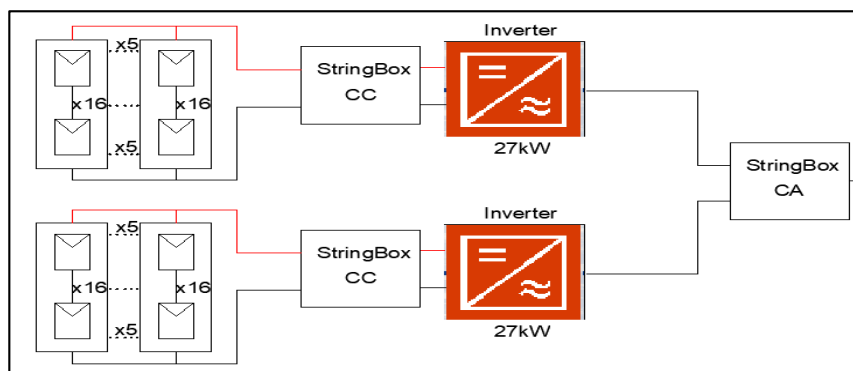 x5
x16
x16
x5
StringBox
CC
Inverter
27kW
StringBox
CA
x5
x16
x16
x5
StringBox
CC
Inverter
27kW